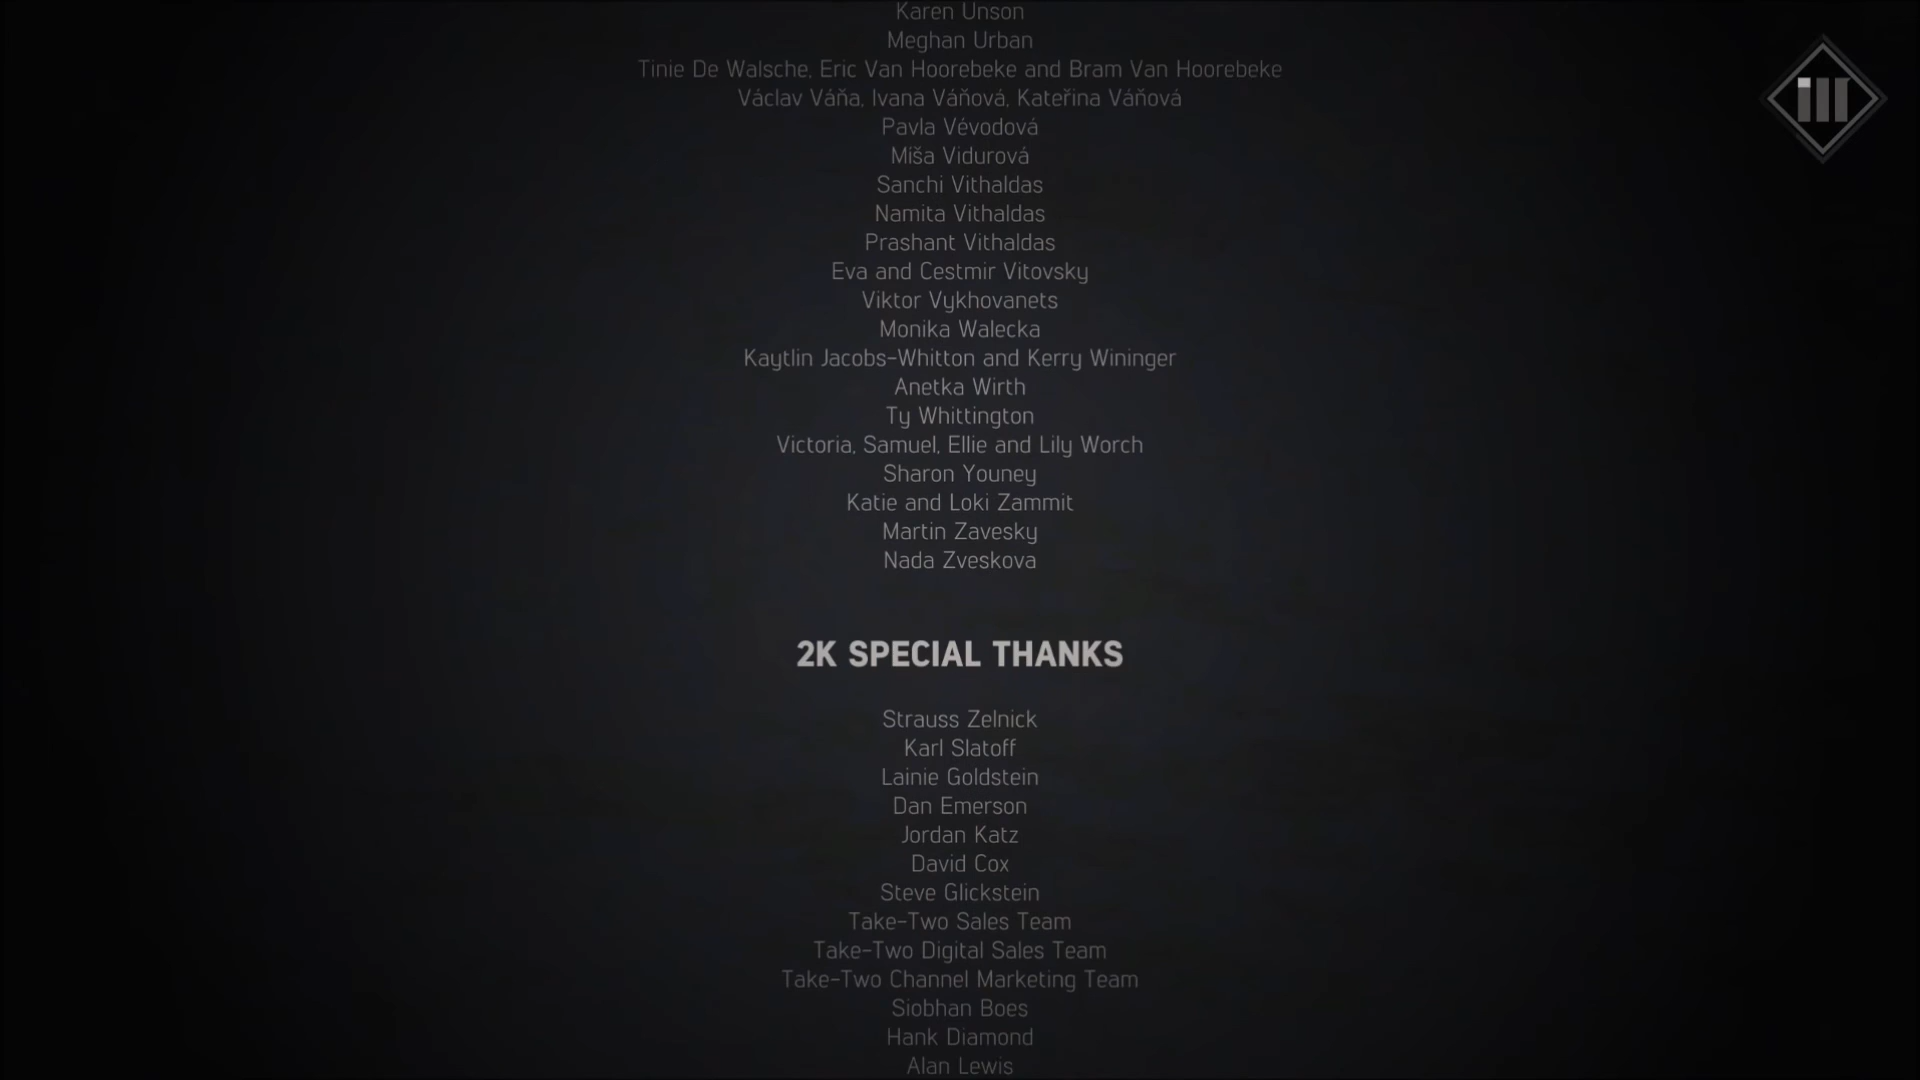 Karen Unson
Meghan Urban
Tinie De Walsche, Eric Van Hoorebeke and Bram Van Hoorebeke
Václav Váňa, Ivana Váňová, Kateřina Váňová
Pavla Vévodová
Míša Vidurová
Sanchi Vithaldas
Namita Vithaldas
Prashant Vithaldas
Eva and Cestmir Vitovsky
Viktor Vykhovanets
Monika Walecka
Kaytlin Jacobs-Whitton and Kerry Wininger
Anetka Wirth
Ty Whittington
Victoria, Samuel, Ellie and Lily Worch
Sharon Youney
Katie and Loki Zammit
Martin Zavesky
Nada Zveskova
2K SPECIAL THANKS
Strauss Zelnick
Karl Slatoff
Lainie Goldstein
Dan Emerson
Jordan Katz
David Cox
Steve Glickstein
Take-Two Sales Team
Take-Two Digital Sales Team
Take-Two Channel Marketing Team
Siobhan Boes
Hank Diamond
Alan Lewis